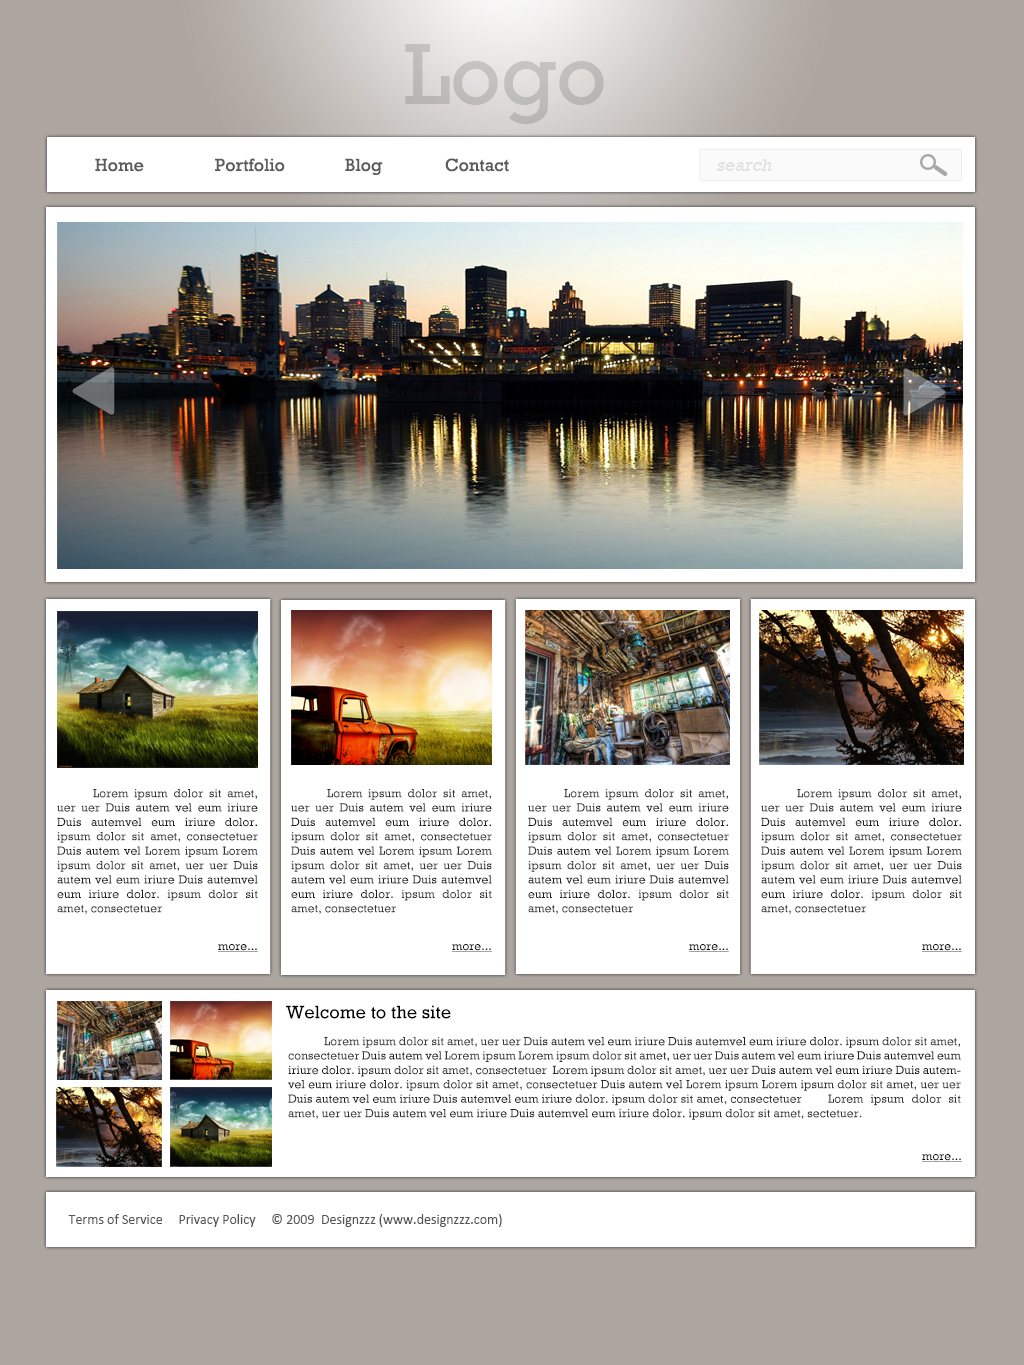 Logo
Home Portfolio Blog Contact search
Lorem ipsum dolor sit amet,
uer uer Duis autem vel eum iriure
Duis autemvel eum iriure dolor.
ipsum dolor sit amet, consectetuer
Duis autem vel Lorem ipsum Lorem
ipsum dolor sit amet, uer uer Duis
autem vel eum iriure Duis autemvel
eum iriure dolor. ipsum dolor sit
amet, consectetuer
more...
Lorem ipsum dolor sit amet,
uer uer Duis autem vel eum iriure
Duis autemvel eum iriure dolor.
ipsum dolor sit amet, consectetuer
Duis autem vel Lorem ipsum Lorem
ipsum dolor sit amet, uer uer Duis
autem vel eum iriure Duis autemvel
eum iriure dolor. ipsum dolor sit
amet, consectetuer
more...
Lorem ipsum dolor sit amet,
uer uer Duis autem vel eum iriure
Duis autemvel eum iriure dolor.
ipsum dolor sit amet, consectetuer
Duis autem vel Lorem ipsum Lorem
ipsum dolor sit amet, uer uer Duis
autem vel eum iriure Duis autemvel
eum iriure dolor. ipsum dolor sit
amet, consectetuer
more...
Lorem ipsum dolor sit amet,
uer uer Duis autem vel eum iriure
Duis autemvel eum iriure dolor.
ipsum dolor sit amet, consectetuer
Duis autem vel Lorem ipsum Lorem
ipsum dolor sit amet, uer uer Duis
autem vel eum iriure Duis autemvel
eum iriure dolor. ipsum dolor sit
amet, consectetuer
more...
Welcome to the site
Lorem ipsum dolor sit amet, uer uer Duis autem vel eum iriure Duis autemvel eum iriure dolor. ipsum dolor sit amet,
consectetuer Duis autem vel Lorem ipsum Lorem ipsum dolor sit amet, uer uer Duis autem vel eum iriure Duis autemvel eum
iriure dolor. ipsum dolor sit amet, consectetuer Lorem ipsum dolor sit amet, uer uer Duis autem vel eum iriure Duis autem-
vel eum iriure dolor. ipsum dolor sit amet, consectetuer Duis autem vel Lorem ipsum Lorem ipsum dolor sit amet, uer uer
Duis autem vel eum iriure Duis autemvel eum iriure dolor. ipsum dolor sit amet, consectetuer Lorem ipsum dolor sit
amet, uer uer Duis autem vel eum iriure Duis autemvel eum iriure dolor. ipsum dolor sit amet, sectetuer.
more...
Terms of Service Privacy Policy © 2009 Designzzz (www.designzzz.com)